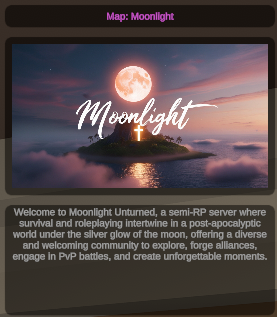 Map: Moonlight
Moonlight
Welcome to Moonlight Unturned, a semi-RP server where
survival and roleplaying intertwine in a post-apocalyptic
world under the silver glow of the moon, offering a diverse
and welcoming community to explore, forge alliances,
engage in PvP battles, and create unforgettable moments.